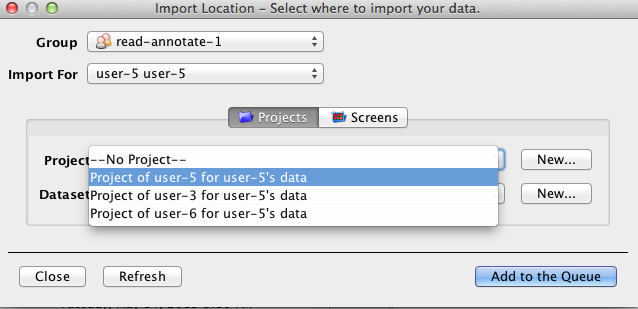 Import Location – Select where to import your data.
Group read-annotate-1
Import For user-5 user-5
Projects Screens
Project
--No Project--
New...
Project of user-5 for user-5's data
Dataset
Project of user-3 for user-5's data
New...
Project of user-6 for user-5's data
Close Refresh Add to the Queue